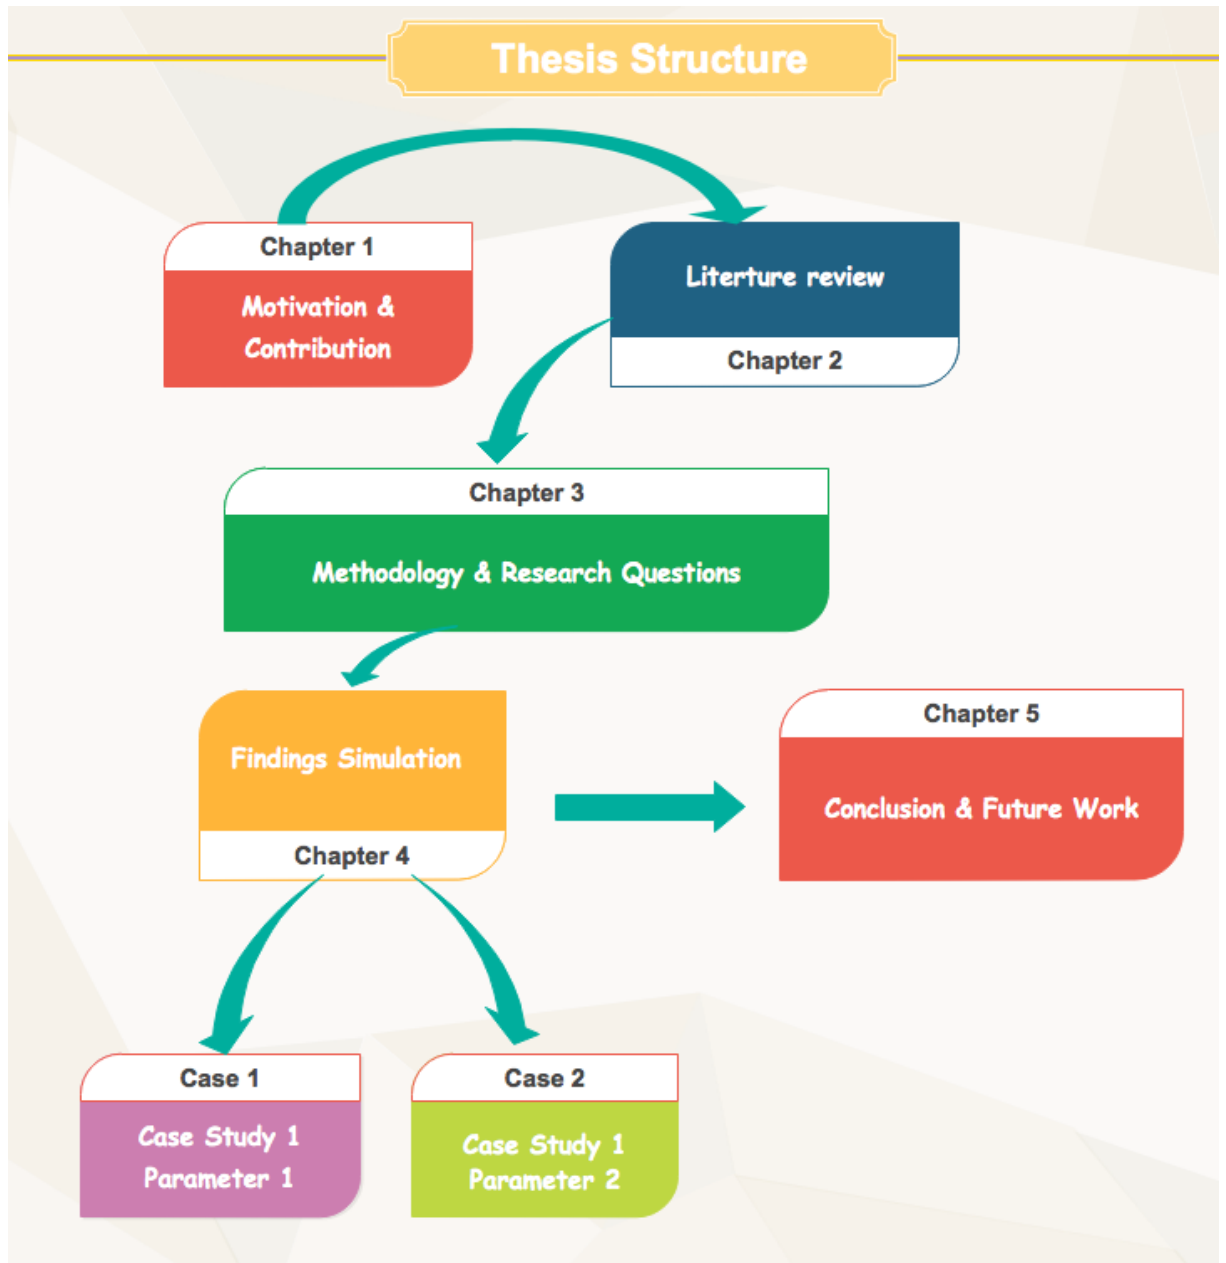 Thesis Structure
Chapter 1
Motivation &
Contribution
Literture review
Chapter 2
Chapter 3
Methodology & Research Questions
Findings Simulation
Chapter 4
Chapter 5
Conclusion & Future Work
Case 1
Case Study 1
Parameter 1
Case 2
Case Study 1
Parameter 2